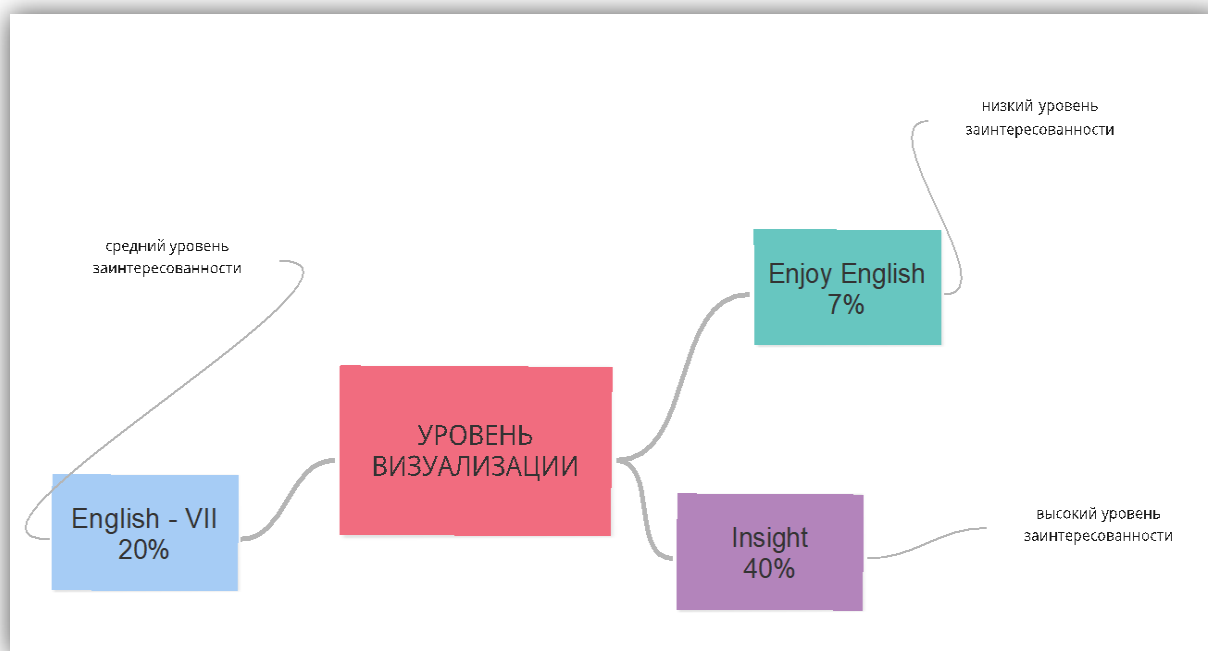 низкий уровень
заинтересованности
средний уровень
заинтересованности
Enjoy English
7%
УРОВЕНЬ
ВИЗУАЛИЗАЦИИ
English - VII
20%
Insight
40%
высокий уровень
заинтересованности